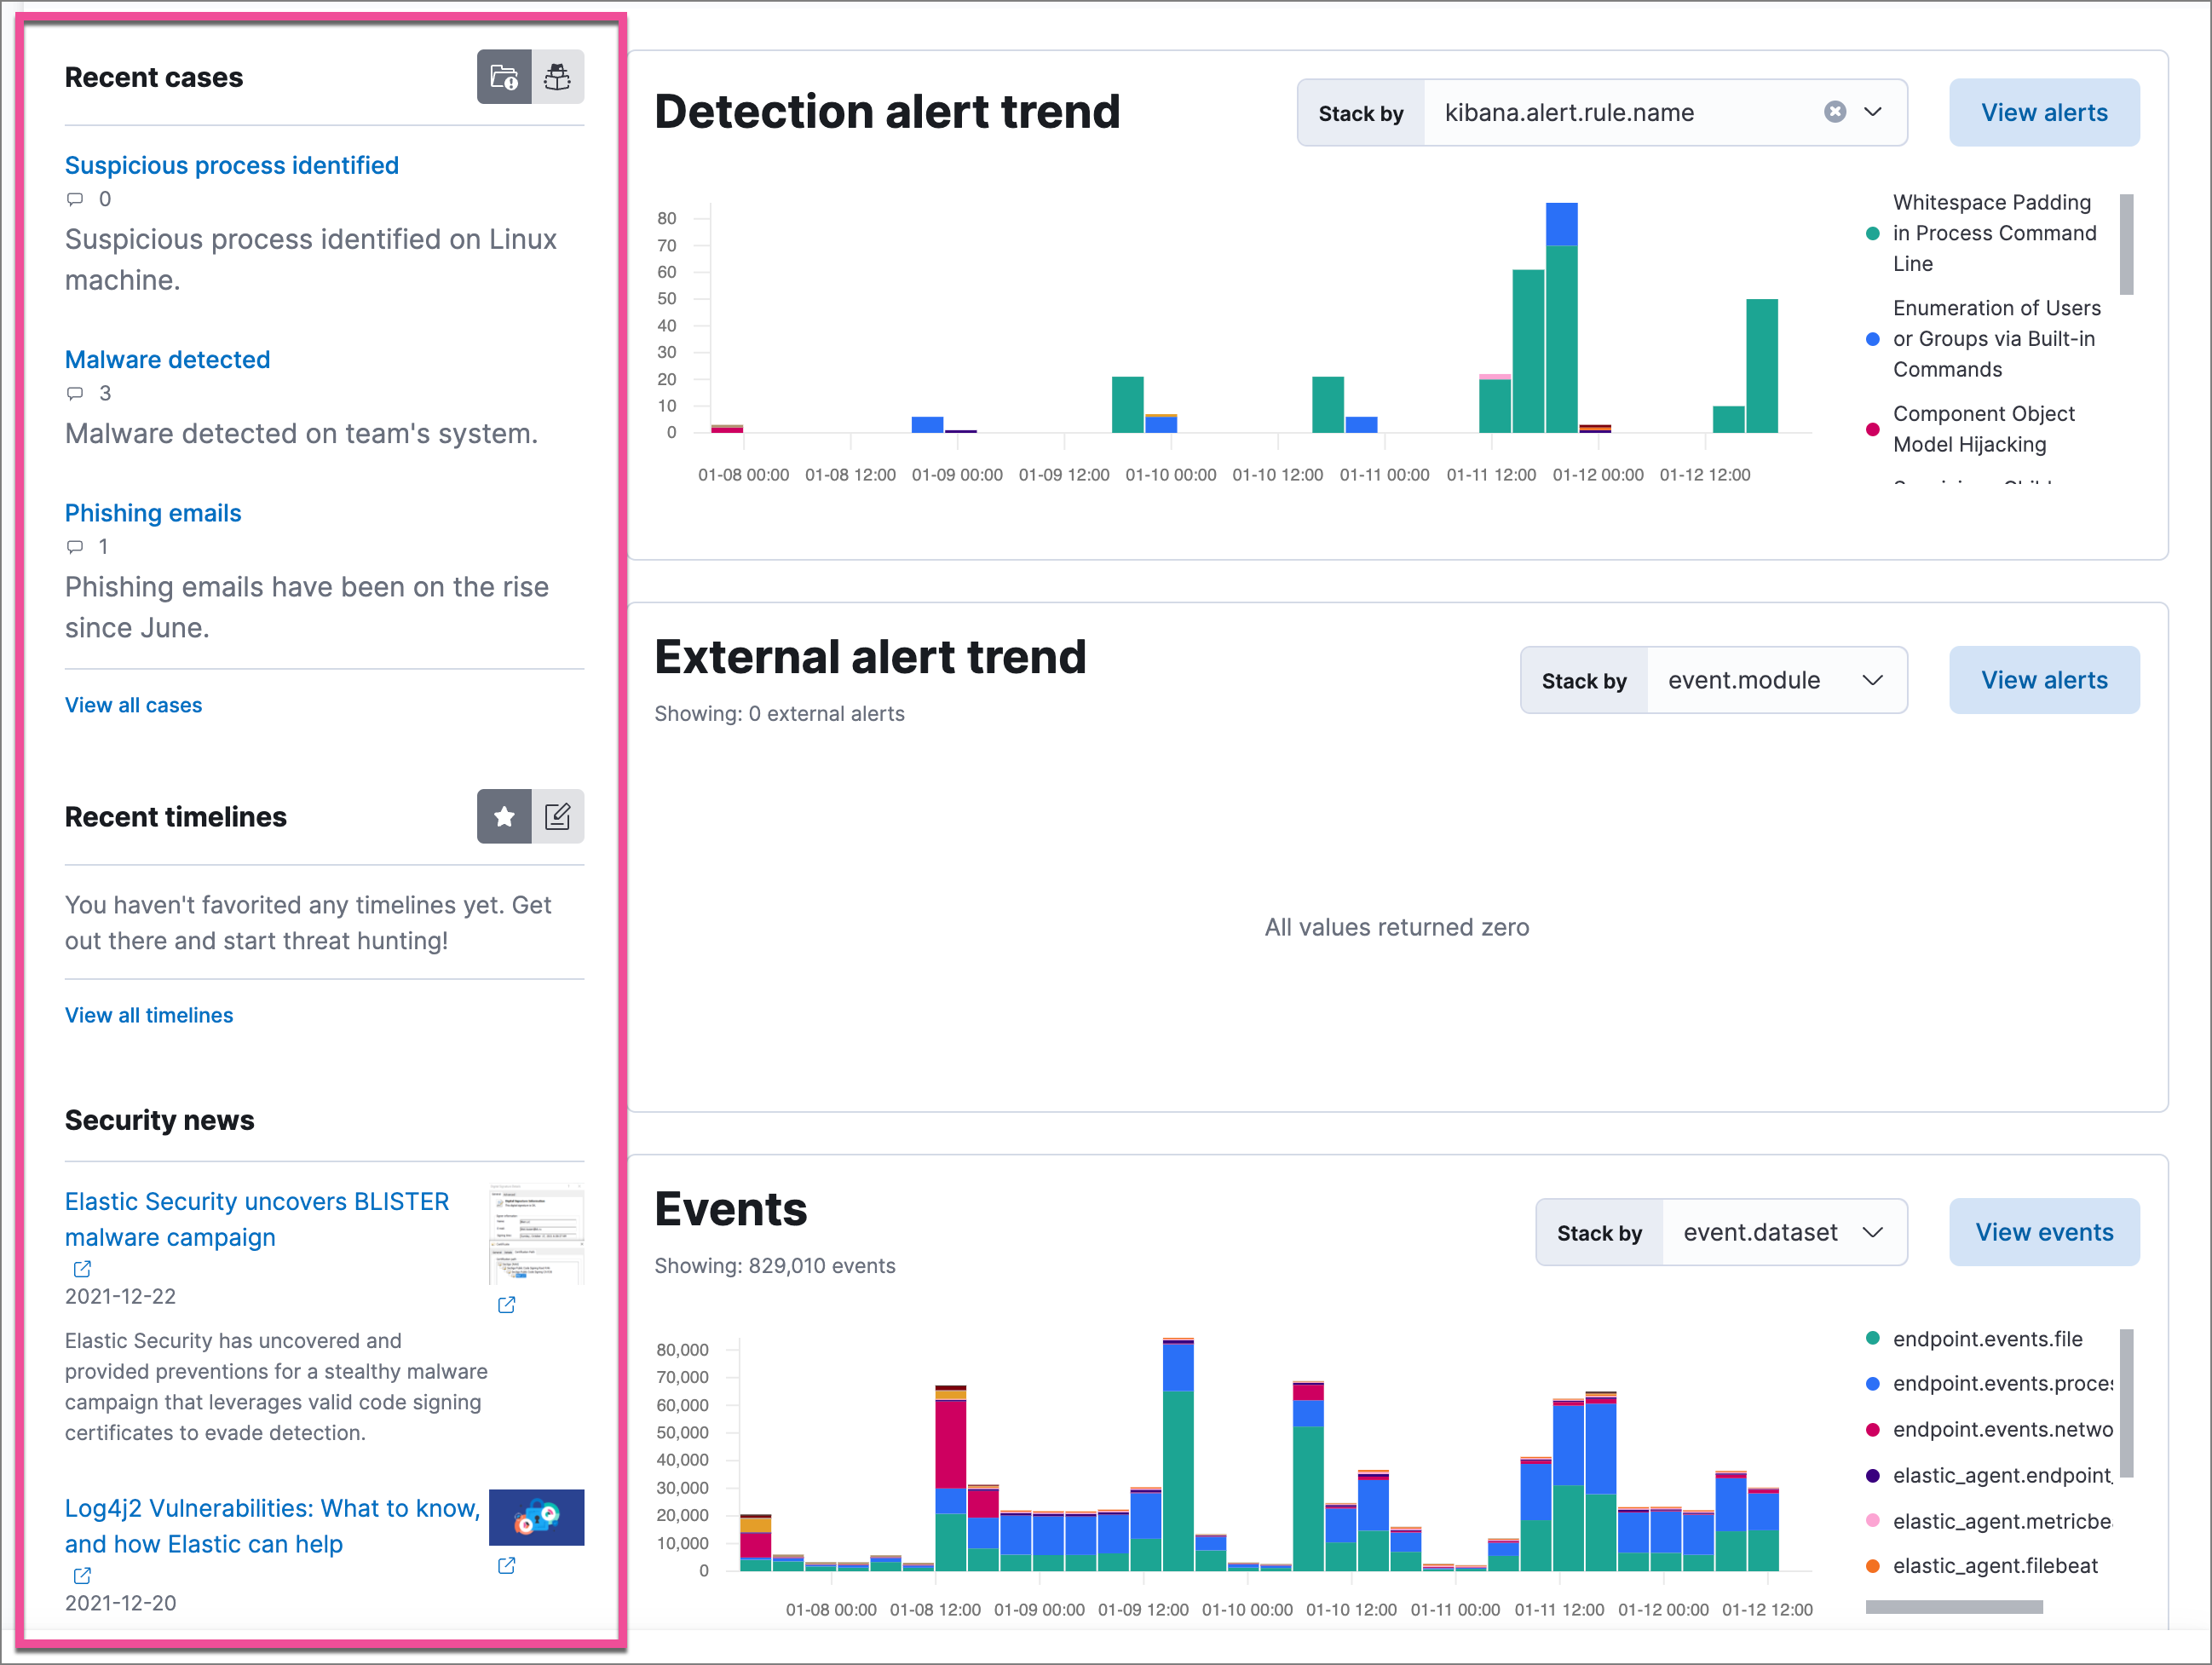 Recent cases
Suspicious process identified
0
Suspicious process identified on Linux
machine.
Malware detected
3
Malware detected on team's system.
Phishing emails
1
Phishing emails have been on the rise
since June.
View all cases
Recent timelines
You haven't favorited any timelines yet. Get
out there and start threat hunting!
View all timelines
Security news
Elastic Security uncovers BLISTER
malware campaign
2021-12-22
Elastic Security has uncovered and
provided preventions for a stealthy malware
campaign that leverages valid code signing
certificates to evade detection.
Log4j2 Vulnerabilities: What to know,
and how Elastic can help
2021-12-20
Detection alert trend
Stack by
kibana.alert.rule.name
View alerts
80
70
60
50
40
30
20
10
0
01-08 00:00 01-08 12:00 01-09 00:00 01-09 12:00 01-10 00:00 01-10 12:00 01-11 00:00 01-11 12:00 01-12 00:00 01-12 12:00
Whitespace Padding
in Process Command
Line
Enumeration of Users
or Groups via Built-in
Commands
Component Object
Model Hijacking
External alert trend
Showing: 0 external alerts
Stack by
event.module
View alerts
All values returned zero
Events
Showing: 829,010 events
Stack by
event.dataset
View events
80,000
70,000
60,000
50,000
40,000
30,000
20,000
10,000
0
01-08 00:00 01-08 12:00 01-09 00:00 01-09 12:00 01-10 00:00 01-10 12:00 01-11 00:00 01-11 12:00 01-12 00:00 01-12 12:00
endpoint.events.file
endpoint.events.proces
endpoint.events.netwo
elastic_agent.endpoint_
elastic_agent.metricbe
elastic_agent.filebeat